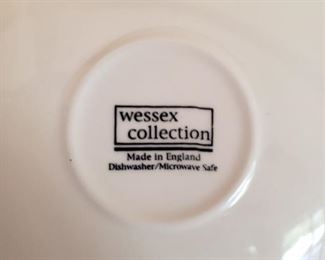 wessex
collection
Made in England
Dishwasher/Microwave Safe